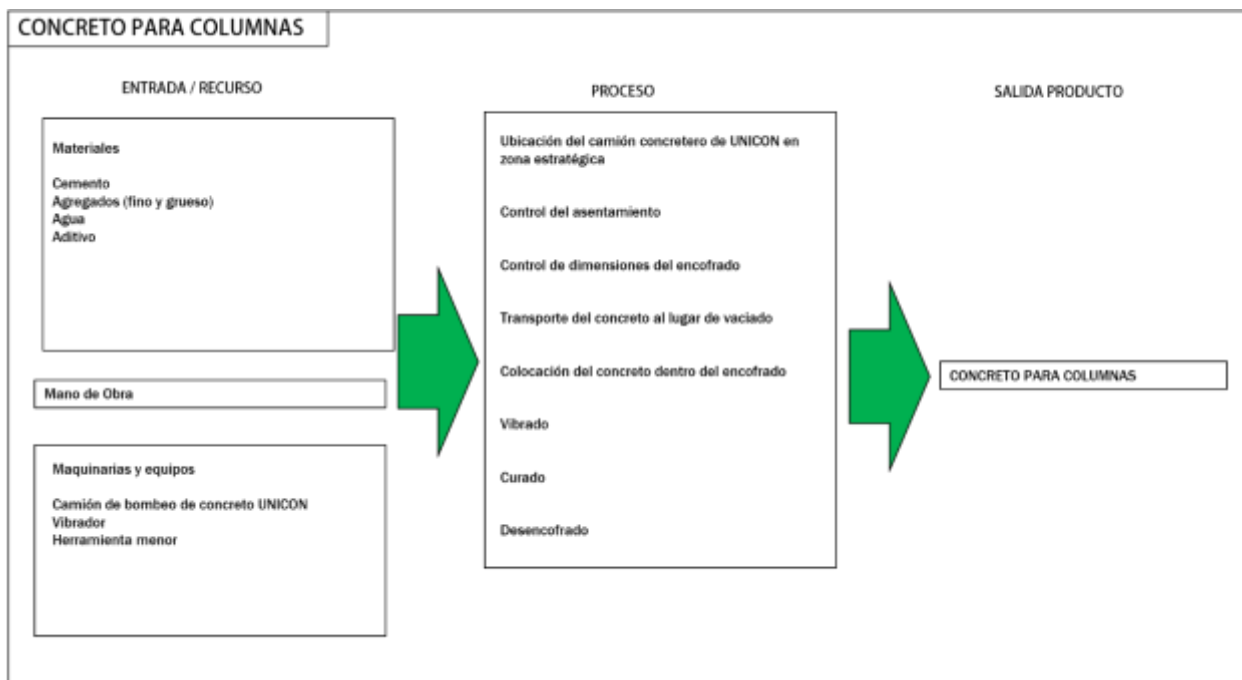 CONCRETO PARA COLUMNAS
ENTRADA / RECURSO
Materiales
Cemento
Agregados (fino y grueso)
Agua
Aditivo
Mano de Obra
Maquinarias y equipos
Camión de bombeo de concreto UNICON
Vibrador
Herramienta menor
PROCESO
Ubicación del camión concretero de UNICON en
zona estratégica
Control del asentamiento
Control de dimensiones del encofrado
Transporte del concreto al lugar de vaciado
Colocación del concreto dentro del encofrado
Vibrado
Curado
Desencofrado
SALIDA PRODUCTO
CONCRETO PARA COLUMNAS